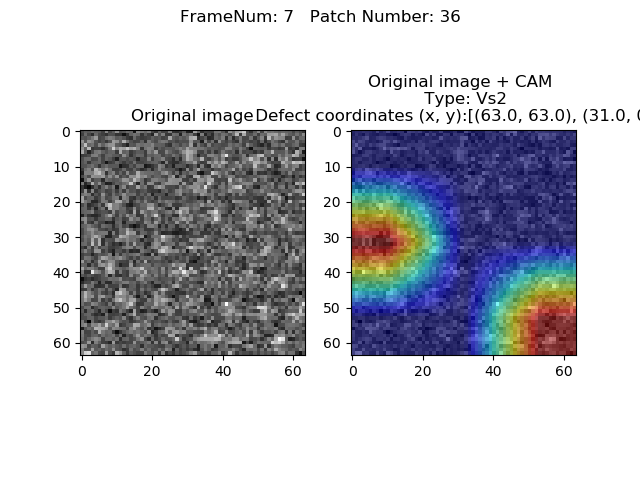 FrameNum: 7   Patch Number: 36
Original image + CAM
Type: Vs2
Original image
Defect coordinates (x, y):[(63.0, 63.0), (31.0, 0
0
10
20
30
40
50
60
0 20 40 60
0
10
20
30
40
50
60
0 20 40 60